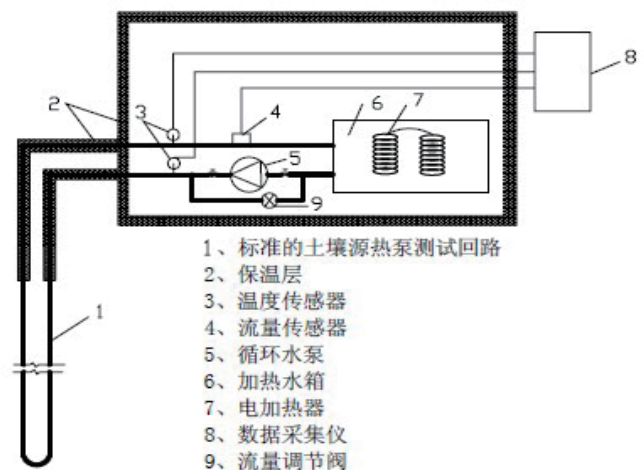 2
3
4
5
6
7
8
9
1
1、标准的土壤源热泵测试回路
2、保温层
3、温度传感器
4、流量传感器
5、循环水泵
6、加热水箱
7、电加热器
8、数据采集仪
9、流量调节阀